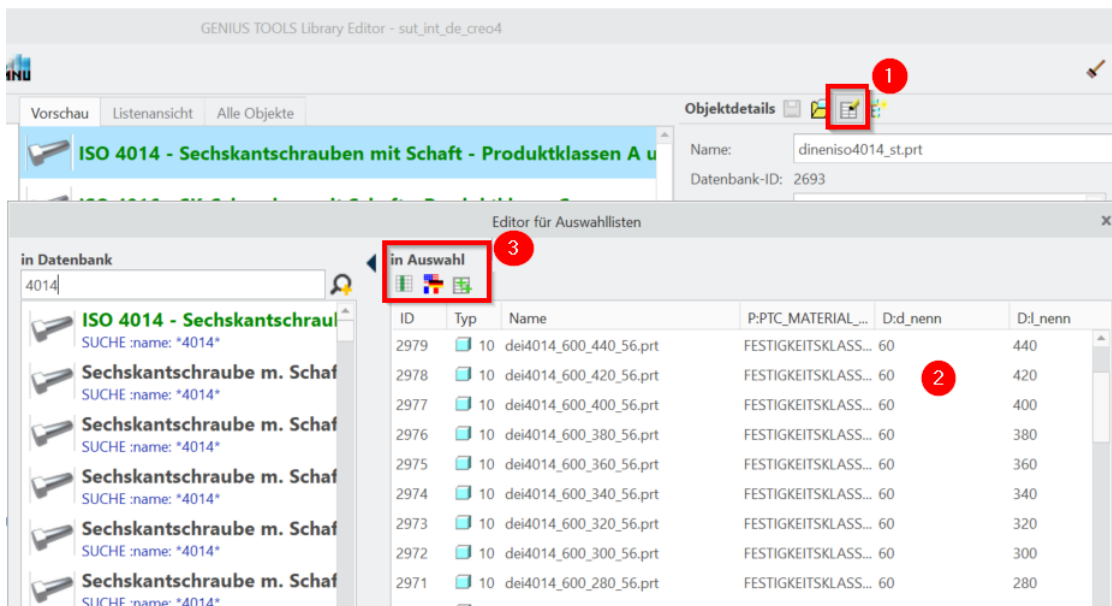 GENIUS TOOLS Library Editor - sut_int_de_creo4
MNU
1
Vorschau Listenansicht Alle Objekte
Objektdetails
ISO 4014 - Sechskantschrauben mit Schaft - Produktklassen A u
Name: dineniso4014_st.prt
Datenbank-ID: 2693
Editor für Auswahllisten x
in Datenbank
in Auswahl
3
4014
ID Typ Name P:PTC_MATERIAL_... D:d_nenn D:l_nenn
ISO 4014 - Sechskantschraul
SUCHE :name: *4014*
Sechskantschraube m. Schaf
SUCHE :name: *4014*
Sechskantschraube m. Schaf
SUCHE :name: *4014*
Sechskantschraube m. Schaf
SUCHE :name: *4014*
Sechskantschraube m. Schaf
SUCHE :name: *4014*
Sechskantschraube m. Schaf
SUCHE :name: *4014*
2979 10 dei4014_600_440_56.prt FESTIGKEITSKLASS... 60 440
2978 10 dei4014_600_420_56.prt FESTIGKEITSKLASS... 60 420
2
2977 10 dei4014_600_400_56.prt FESTIGKEITSKLASS... 60 400
2976 10 dei4014_600_380_56.prt FESTIGKEITSKLASS... 60 380
2975 10 dei4014_600_360_56.prt FESTIGKEITSKLASS... 60 360
2974 10 dei4014_600_340_56.prt FESTIGKEITSKLASS... 60 340
2973 10 dei4014_600_320_56.prt FESTIGKEITSKLASS... 60 320
2972 10 dei4014_600_300_56.prt FESTIGKEITSKLASS... 60 300
2971 10 dei4014_600_280_56.prt FESTIGKEITSKLASS... 60 280